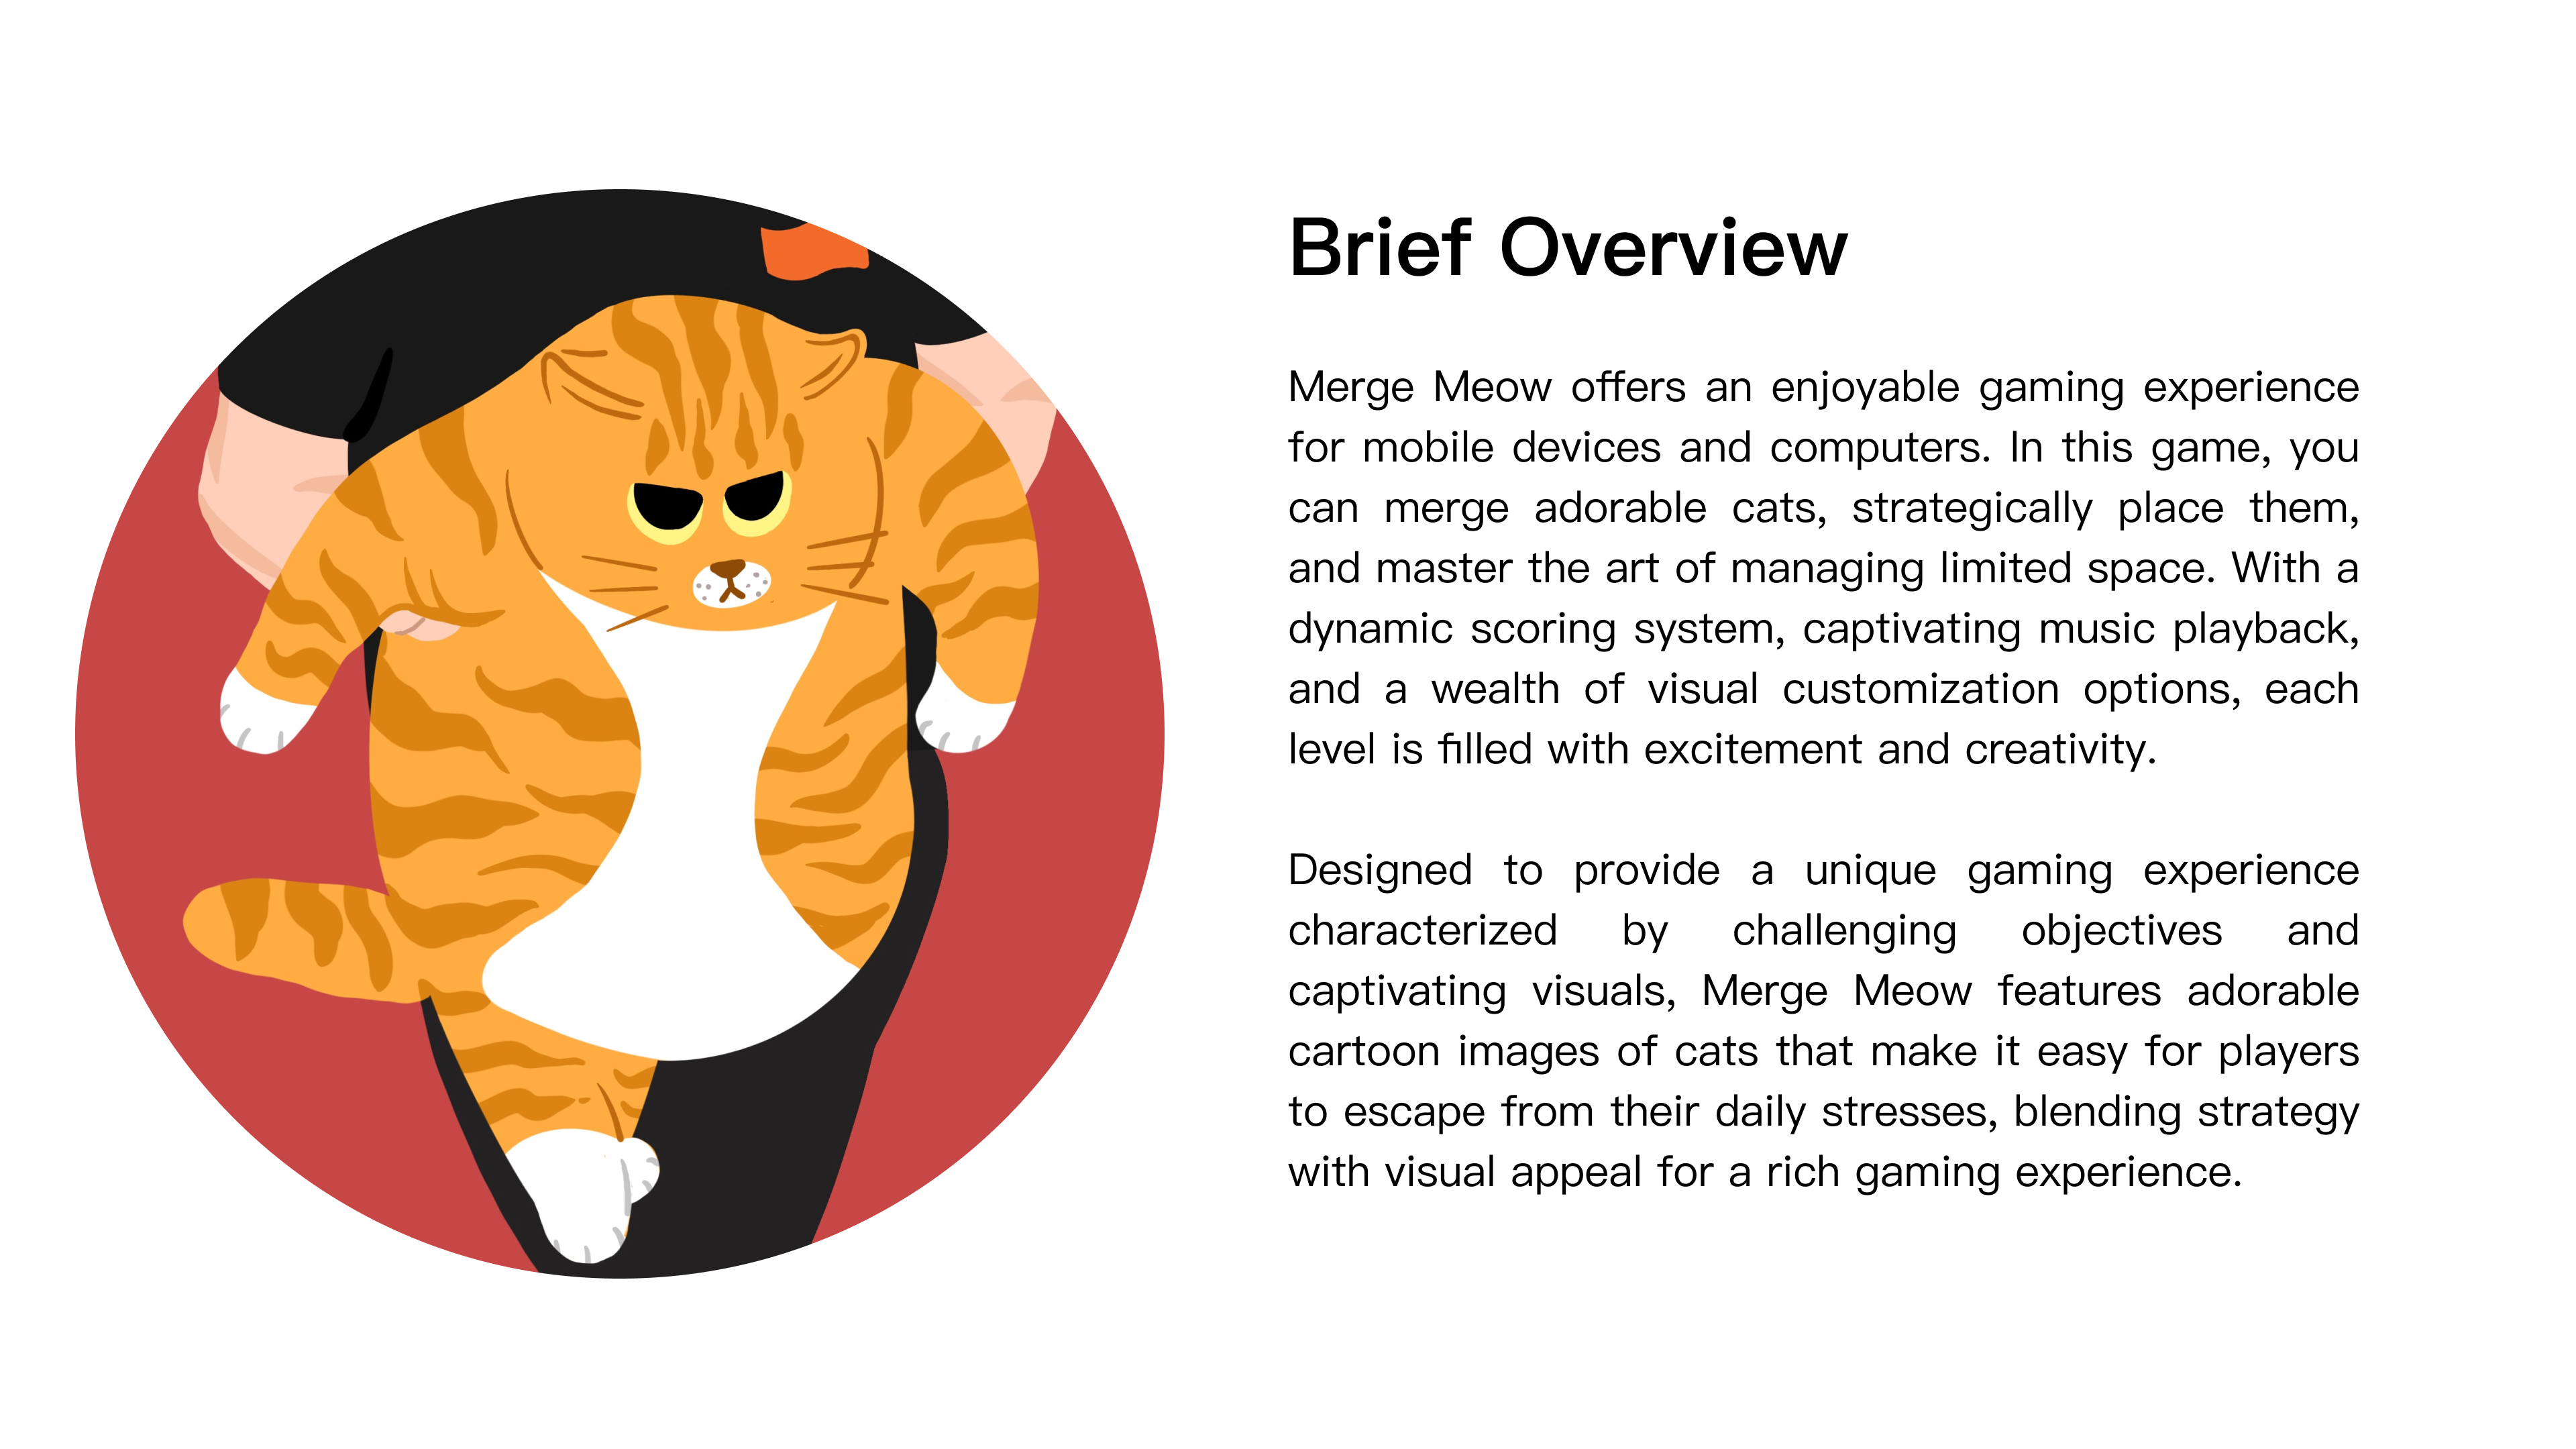 Brief Overview
Merge Meow offers an enjoyable gaming experience
for mobile devices and computers. In this game, you
can merge adorable cats, strategically place them,
and master the art of managing limited space. With a
dynamic scoring system, captivating music playback,
and a wealth of visual customization options, each
level is filled with excitement and creativity.
Designed to provide a unique gaming experience
characterized by challenging objectives and
captivating visuals, Merge Meow features adorable
cartoon images of cats that make it easy for players
to escape from their daily stresses, blending strategy
with visual appeal for a rich gaming experience.